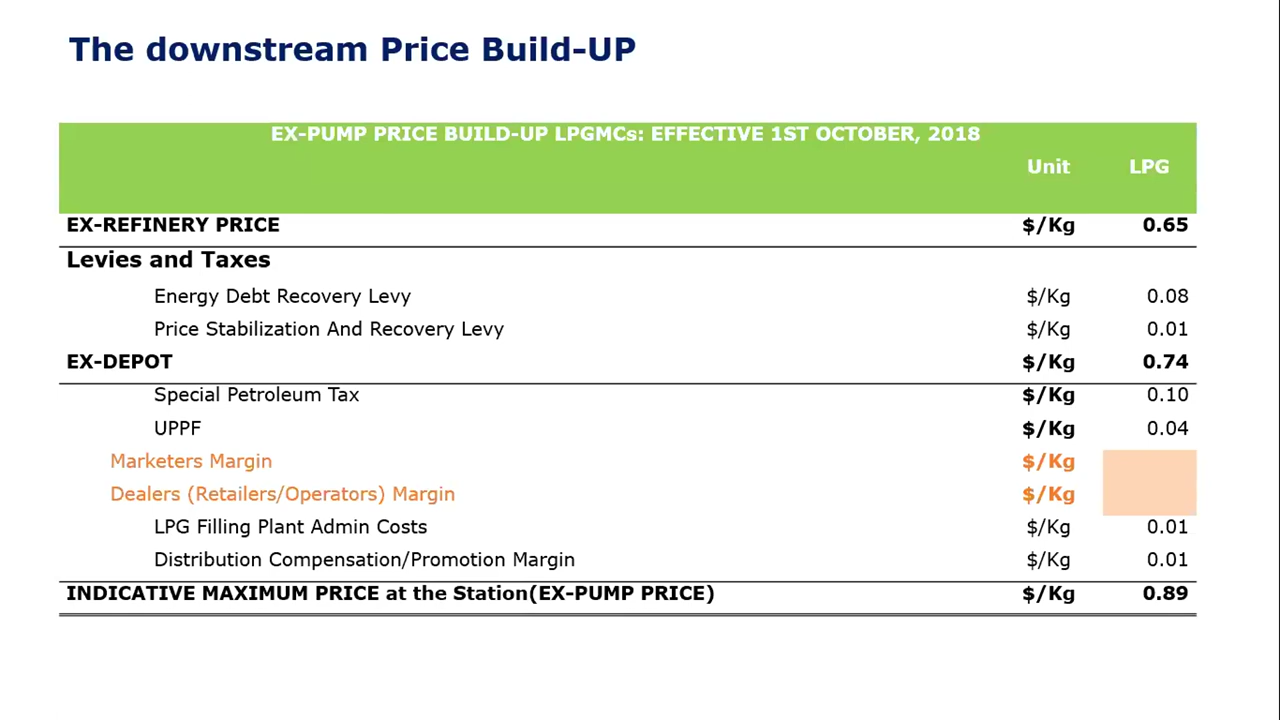 The downstream Price Build-UP
EX-PUMP PRICE BUILD-UP LPGMCs: EFFECTIVE 1ST OCTOBER, 2018
Unit LPG
EX-REFINERY PRICE $/Kg 0.65
Levies and Taxes
Energy Debt Recovery Levy $/Kg 0.08
Price Stabilization And Recovery Levy $/Kg 0.01
EX-DEPOT $/Kg 0.74
Special Petroleum Tax $/Kg 0.10
UPPF $/Kg 0.04
Marketers Margin $/Kg
Dealers (Retailers/Operators) Margin $/Kg
LPG Filling Plant Admin Costs $/Kg 0.01
Distribution Compensation/Promotion Margin $/Kg 0.01
INDICATIVE MAXIMUM PRICE at the Station(EX-PUMP PRICE) $/Kg 0.89